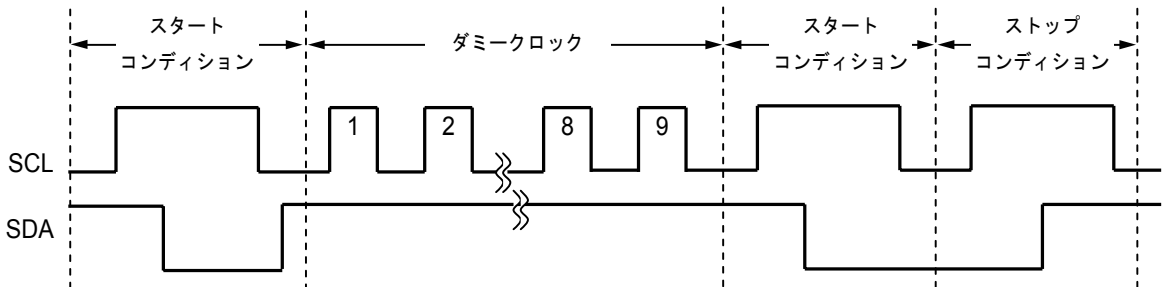 スタート
コンディション
ダミークロック
スタート
コンディション
ストップ
コンディション
SCL
1 2 8 9
SDA